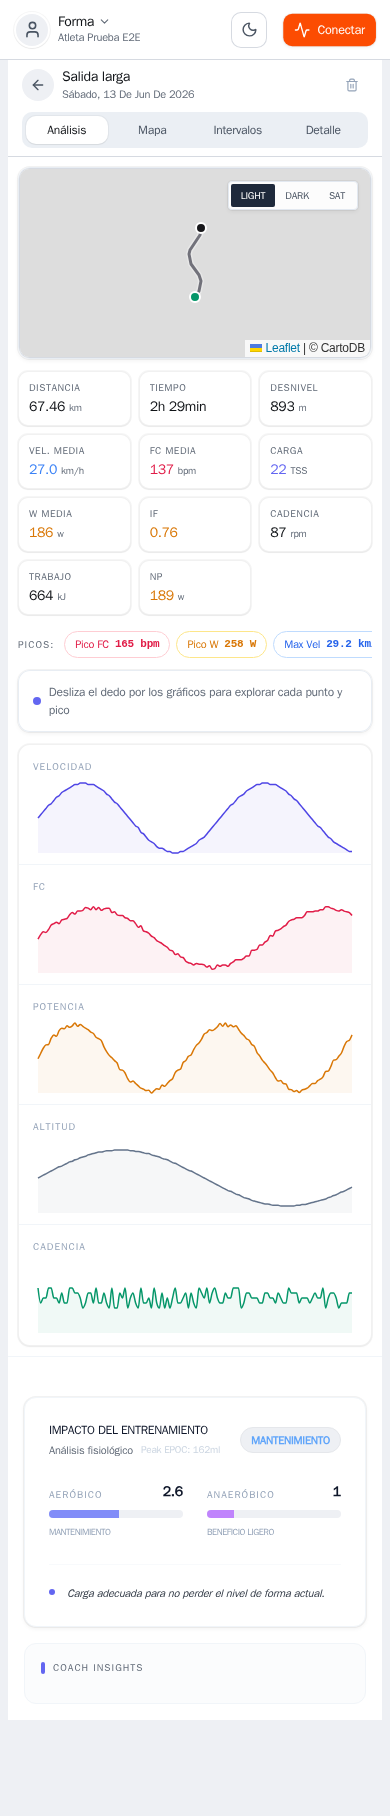 Forma
Atleta Prueba E2E
Conectar
Salida larga
Sábado, 13 De Jun De 2026
Análisis Mapa Intervalos Detalle
LIGHT DARK SAT
Leaflet | © CartoDB
DISTANCIA TIEMPO DESNIVEL
67.46 km 2h 29min 893 m
VEL. MEDIA FC MEDIA CARGA
27.0 km/h 137 bpm 22 TSS
W MEDIA IF CADENCIA
186 w 0.76 87 rpm
TRABAJO NP
664 kJ 189 w
PICOS: Pico FC 165 bpm Pico W 258 W Max Vel 29.2 km
Desliza el dedo por los gráficos para explorar cada punto y
pico
VELOCIDAD
FC
POTENCIA
ALTITUD
CADENCIA
IMPACTO DEL ENTRENAMIENTO
Análisis fisiológico Peak EPOC: 162ml
MANTENIMIENTO
AERÓBICO 2.6 ANAERÓBICO 1
MANTENIMIENTO BENEFICIO LIGERO
Carga adecuada para no perder el nivel de forma actual.
COACH INSIGHTS